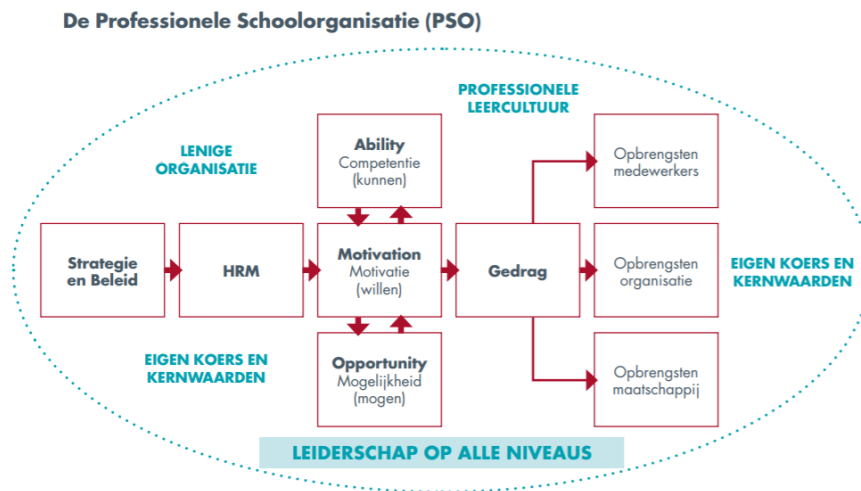 De Professionele Schoolorganisatie (PSO)
PROFESSIONELE
LEERCULTUUR
LENIGE
ORGANISATIE
Ability
Competentie
(kunnen)
Opbrengsten
medewerkers
Strategie
en Beleid
HRM
Motivation
Motivatie
(willen)
Gedrag
Opbrengsten
organisatie
EIGEN KOERS EN
KERNWAARDEN
EIGEN KOERS EN
KERNWAARDEN
Opportunity
Mogelijkheid
(mogen)
Opbrengsten
maatschappij
LEIDERSCHAP OP ALLE NIVEAUS